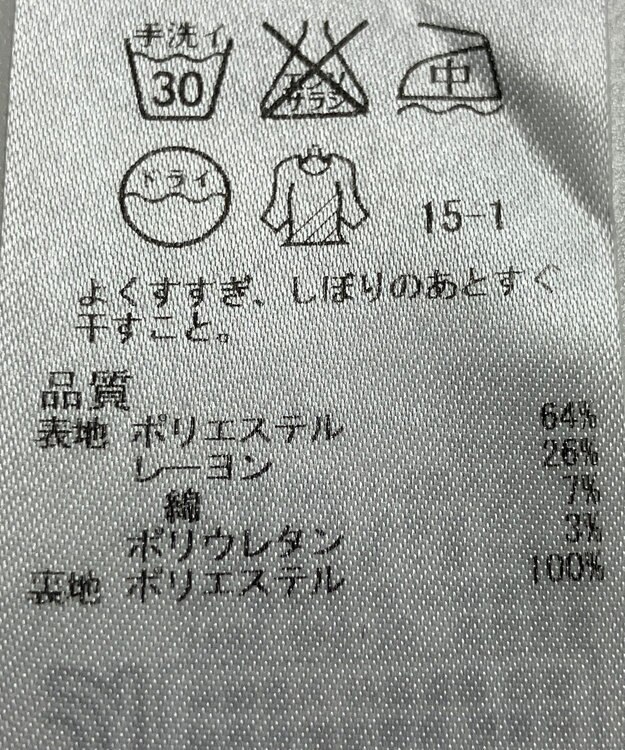 手洗イ
30
エンソ
サラシ
中
ドライ
15-1
よくすすぎ、しぼりのあとすぐ
干すこと。
品質
表地 ポリエステル 64%
レーヨン 26%
綿 7%
ポリウレタン 3%
裏地 ポリエステル 100%